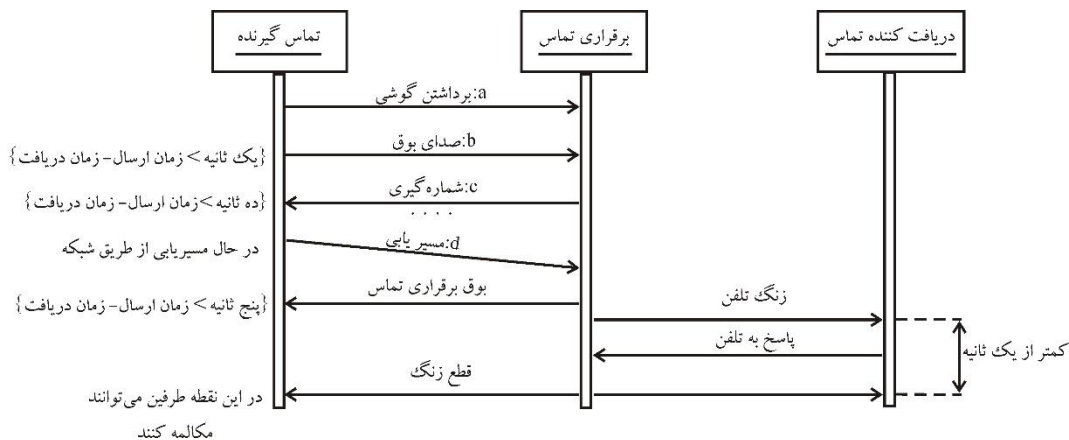 دریافت کننده تماس
برقراری تماس
تماس گیرنده
a:برداشتن گوشی
b:صدای بوق
{یک ثانیه > زمان ارسال – زمان دریافت}
c:شماره‌گیری
{ده ثانیه > زمان ارسال – زمان دریافت}
. . . .
d:مسیر یابی
در حال مسیریابی از طریق شبکه
بوق برقراری تماس
{پنج ثانیه > زمان ارسال – زمان دریافت}
زنگ تلفن
پاسخ به تلفن
کمتر از یک ثانیه
قطع زنگ
در این نقطه طرفین می‌توانند
مکالمه کنند